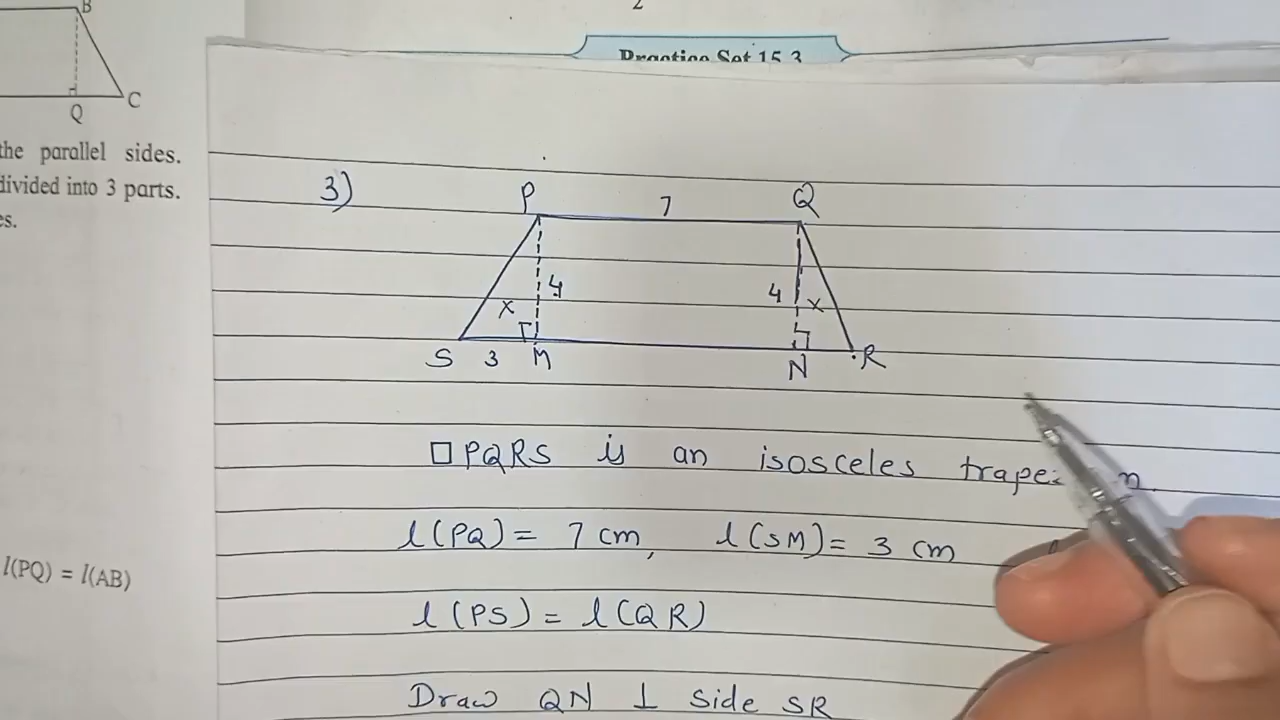 B
Q
C
the parallel sides.
divided into 3 parts.
es.
l(PQ) = l(AB)
2
Practice Set 15.3
3)
P 7 Q
4 4
x x
S 3 M N R
□PQRS is an isosceles
l(PQ) = 7 cm, l(SM) = 3 cm
l(PS) = l(QR)
Draw QN ⊥ side SR